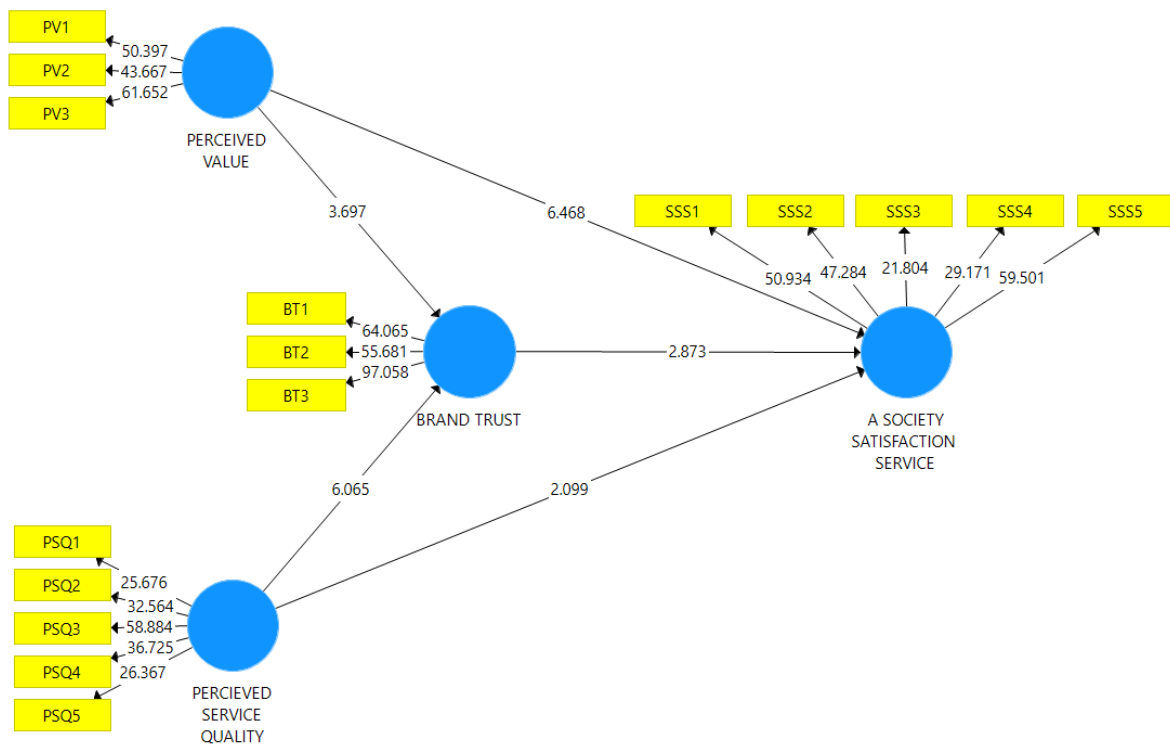 PV1
PV2
PV3
50.397
43.667
61.652
PERCEIVED
VALUE
3.697
6.468
SSS1
SSS2
SSS3
SSS4
SSS5
50.934
47.284
21.804
29.171
59.501
BT1
BT2
BT3
64.065
55.681
97.058
BRAND TRUST
2.873
A SOCIETY
SATISFACTION
SERVICE
6.065
2.099
PSQ1
PSQ2
PSQ3
PSQ4
PSQ5
25.676
32.564
58.884
36.725
26.367
PERCIEVED
SERVICE
QUALITY